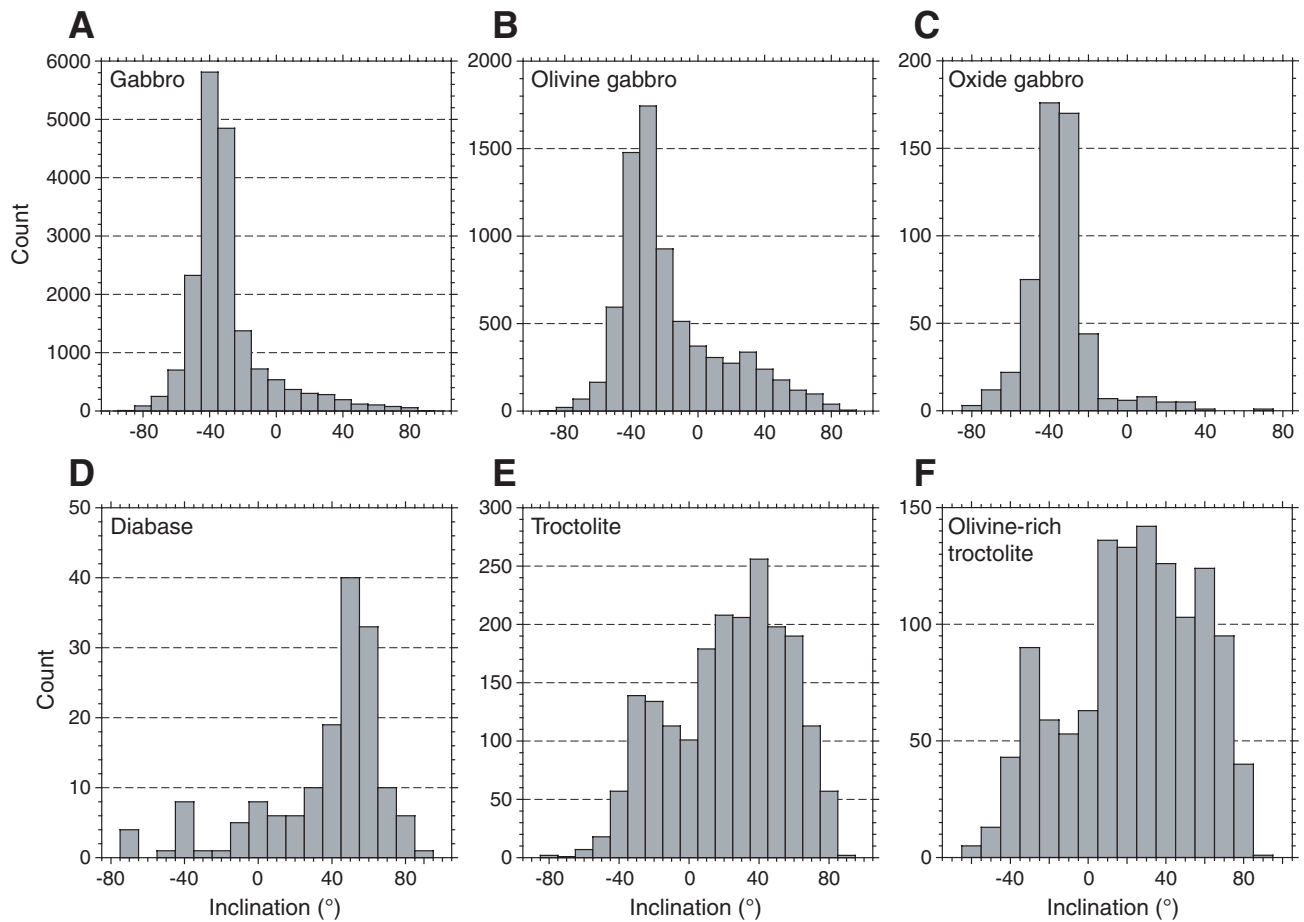 A
B
C
Gabbro
Olivine gabbro
Oxide gabbro
6000
5000
4000
3000
2000
1000
0
2000
1500
1000
500
0
200
150
100
50
0
Count
-80 -40 0 40 80
-80 -40 0 40 80
-80 -40 0 40 80
D
E
F
Diabase
Troctolite
Olivine-rich
troctolite
50
40
30
20
10
0
300
250
200
150
100
50
0
150
100
50
0
Count
-80 -40 0 40 80
-80 -40 0 40 80
-40 0 40 80
Inclination (°)
Inclination (°)
Inclination (°)